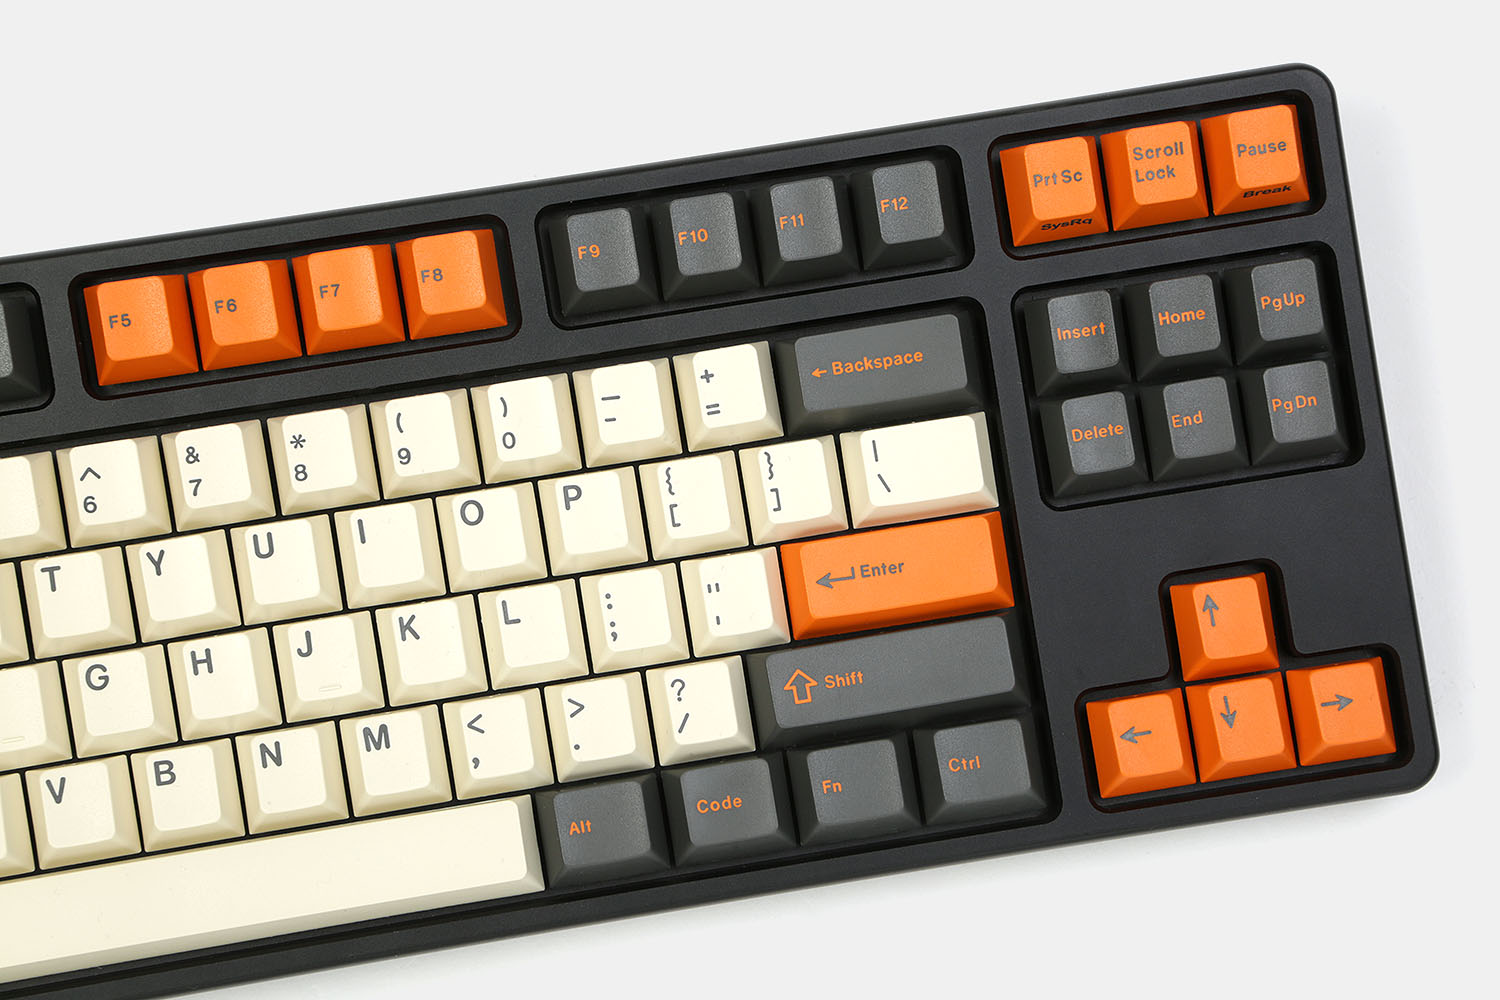 F5 F6 F7 F8 F9 F10 F11 F12 Prt Sc Scroll Pause
Lock
SysRq Break
^ & * ( ) _ + ← Backspace Insert Home PgUp
6 7 8 9 0 - =
T Y U I O P { } | Delete End PgDn
[ ] \
G H J K L : " ↵ Enter
; '
V B N M < > ? ⇧ Shift ↑
, . /
Alt Code Fn Ctrl ← ↓ →